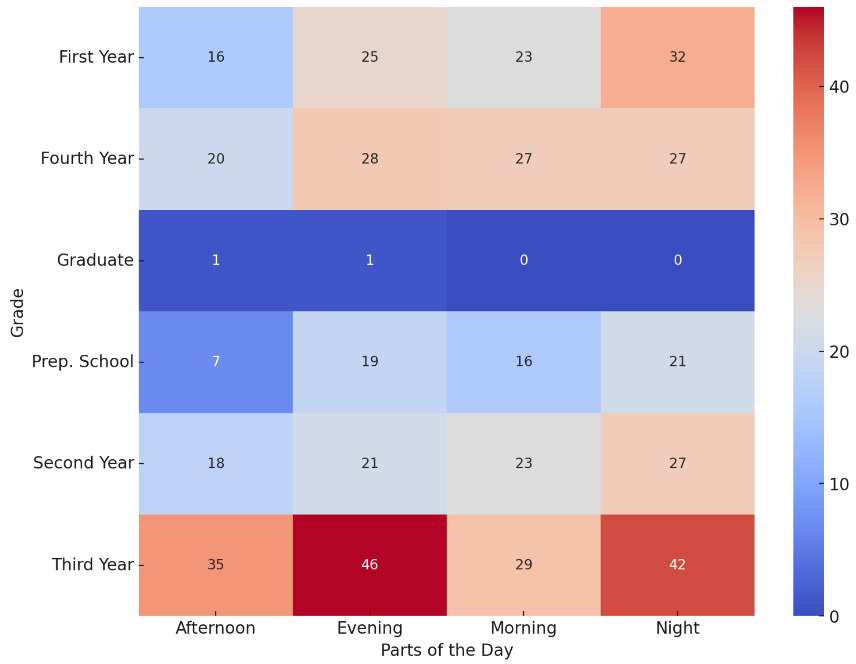 First Year 16 25 23 32
40
Fourth Year 20 28 27 27
30
Graduate 1 1 0 0
Grade
20
Prep. School 7 19 16 21
Second Year 18 21 23 27
10
Third Year 35 46 29 42
0
Afternoon Evening Morning Night
Parts of the Day